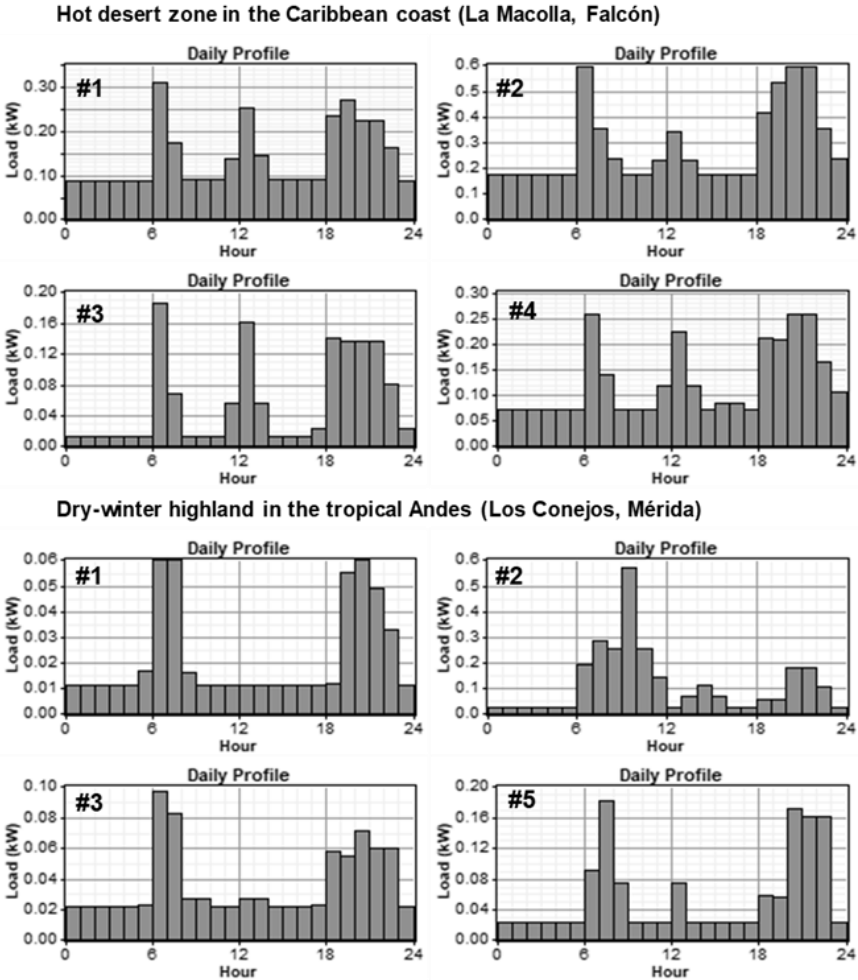 Hot desert zone in the Caribbean coast (La Macolla, Falcón)
Daily Profile
#1
Load (kW)
0.30
0.20
0.10
0.00
0 6 12 18 24
Hour
Daily Profile
#2
Load (kW)
0.6
0.5
0.4
0.3
0.2
0.1
0.0
0 6 12 18 24
Hour
Daily Profile
#3
Load (kW)
0.20
0.16
0.12
0.08
0.04
0.00
0 6 12 18 24
Hour
Daily Profile
#4
Load (kW)
0.30
0.25
0.20
0.15
0.10
0.05
0.00
0 6 12 18 24
Hour
Dry-winter highland in the tropical Andes (Los Conejos, Mérida)
Daily Profile
#1
Load (kW)
0.06
0.05
0.04
0.03
0.02
0.01
0.00
0 6 12 18 24
Hour
Daily Profile
#2
Load (kW)
0.6
0.5
0.4
0.3
0.2
0.1
0.0
0 6 12 18 24
Hour
Daily Profile
#3
Load (kW)
0.10
0.08
0.06
0.04
0.02
0.00
0 6 12 18 24
Hour
Daily Profile
#5
Load (kW)
0.20
0.16
0.12
0.08
0.04
0.00
0 6 12 18 24
Hour